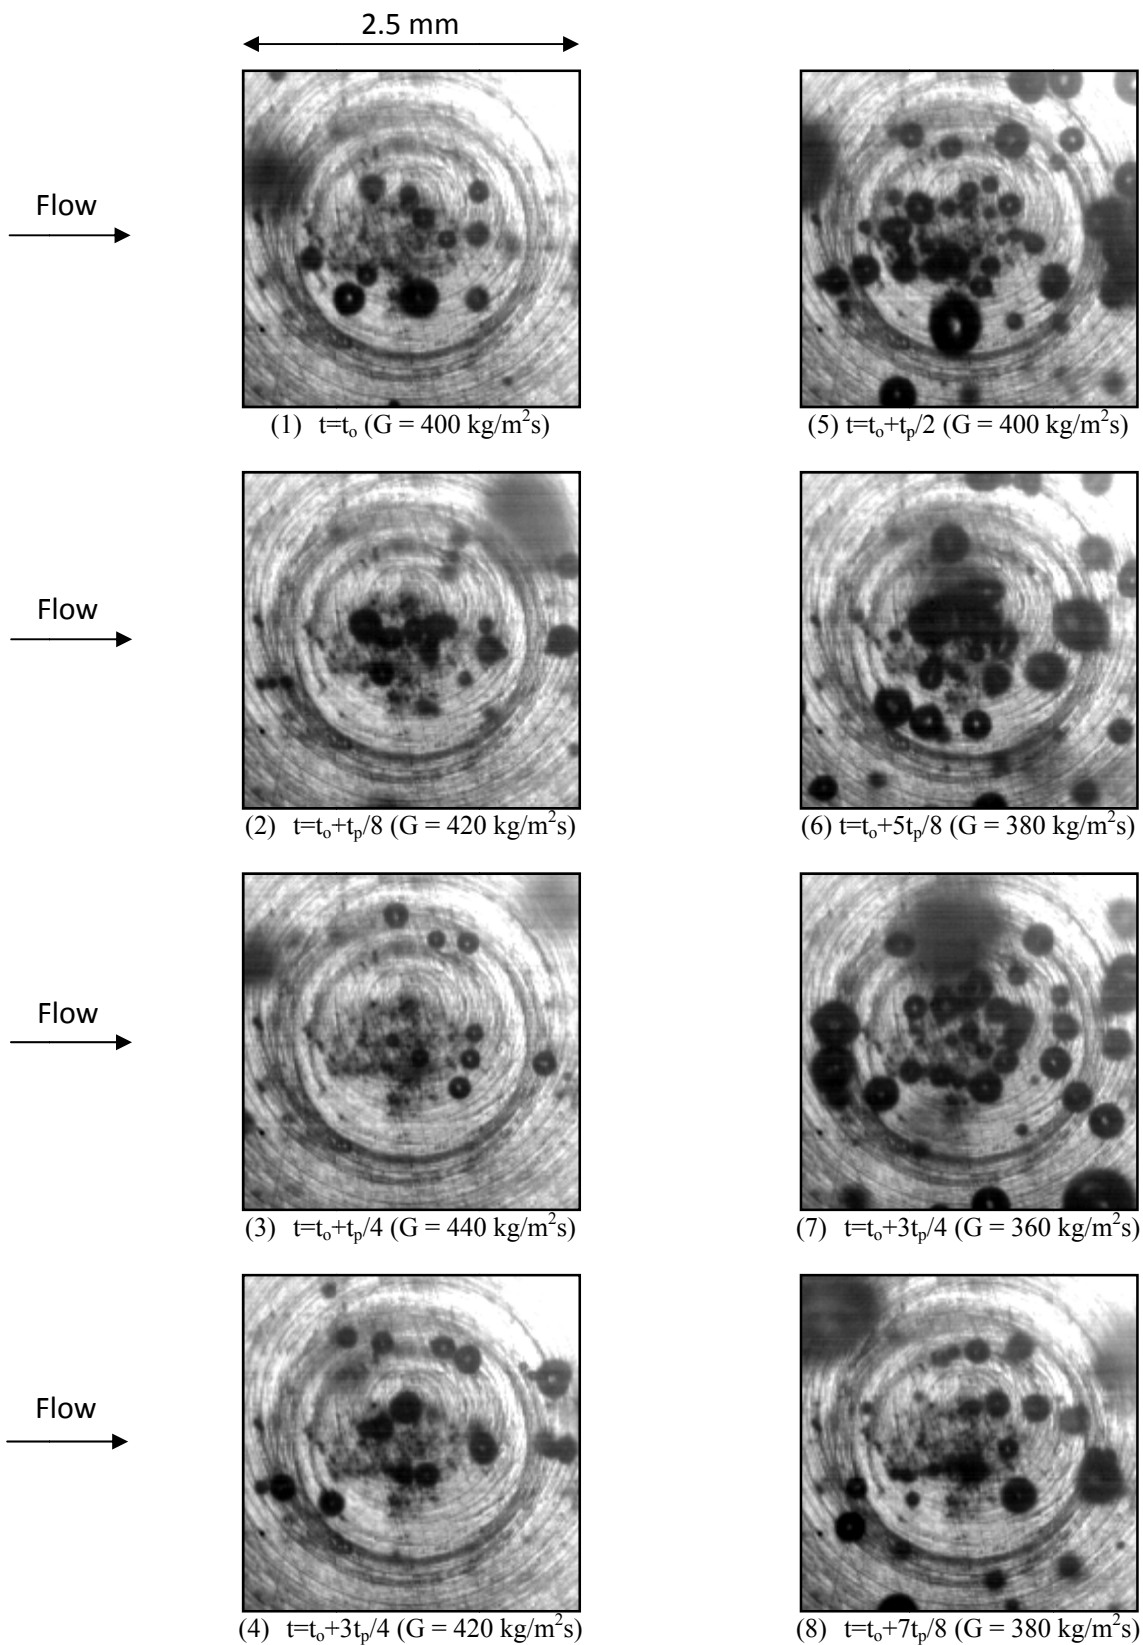 2.5 mm
Flow
(1) t=tₒ (G = 400 kg/m²s)
(5) t=tₒ+tₚ/2 (G = 400 kg/m²s)
Flow
(2) t=tₒ+tₚ/8 (G = 420 kg/m²s)
(6) t=tₒ+5tₚ/8 (G = 380 kg/m²s)
Flow
(3) t=tₒ+tₚ/4 (G = 440 kg/m²s)
(7) t=tₒ+3tₚ/4 (G = 360 kg/m²s)
Flow
(4) t=tₒ+3tₚ/4 (G = 420 kg/m²s)
(8) t=tₒ+7tₚ/8 (G = 380 kg/m²s)